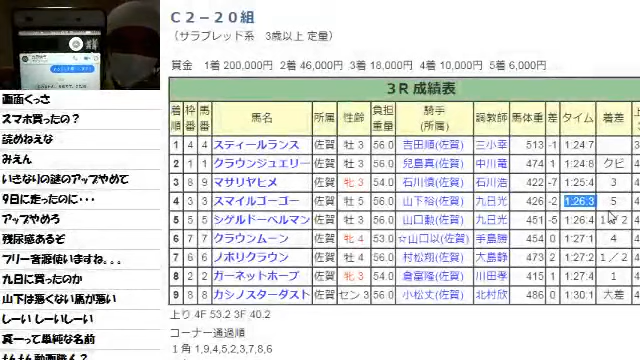 C2-20組
(サラブレッド系 3歳以上 定量)
賞金 1着 200,000円 2着 46,000円 3着 18,000円 4着 10,000円 5着 6,000円
3R 成績表
着順 枠番 馬番 馬名 所属 性齢 負担重量 騎手(所属) 調教師 馬体重 差 タイム 着差 上
1 4 4 スティールランス 佐賀 牡 3 56.0 吉田順(佐賀) 三小幸 513 -1 1:24:7
2 1 1 クラウンジュエリー 佐賀 牡 3 56.0 兒島真(佐賀) 中川竜 474 1 1:24:8 クビ
3 8 9 マサリヤヒメ 佐賀 牝 3 54.0 石川慎(佐賀) 石川浩 422 -7 1:25:4 3
4 3 3 スマイルゴーゴー 佐賀 牡 5 56.0 山下裕(佐賀) 九日光 426 -2 1:26:3 5
5 5 5 シゲルドーベルマン 佐賀 牡 3 56.0 山口勲(佐賀) 九日光 451 -5 1:26:4
6 7 7 クラウンムーン 佐賀 牝 4 53.0 ☆山口以(佐賀) 手島勝 454 0 1:27:1 4
7 6 6 ノボリクラウン 佐賀 牡 4 56.0 村松翔(佐賀) 大島静 473 2 1:27:2 1/2
8 2 2 ガーネットホープ 佐賀 牝 3 54.0 倉富隆(佐賀) 川田孝 415 1 1:27:4 1
9 8 8 カシノスターダスト 佐賀 セン 3 56.0 小松丈(佐賀) 北村欣 486 0 1:30:1 大差
上り 4F 53.2 3F 40.2
コーナー通過順
1角 1,9,4,5,2,3,7,8,6
画面くっさ
スマホ買ったの?
読めねえな
みえん
いきなりの謎のアップやめて
9日に走ったのに・・・
アップやめろ
残尿感あるぞ
フリー音源使いますね。。。
九日に買ったのか
山下は悪くない馬が悪い
しーい しーいしーい
真一って単純な名前